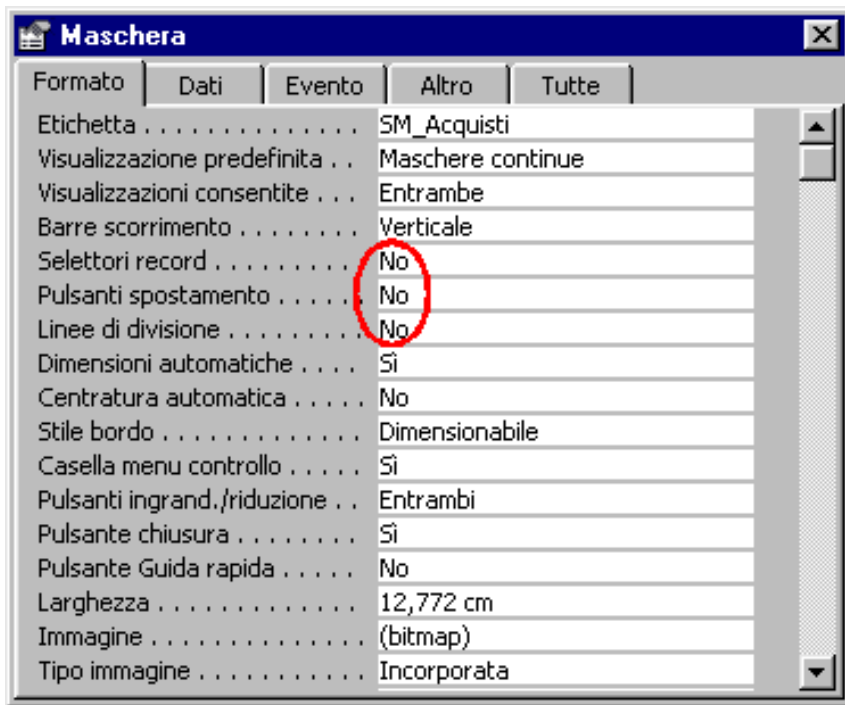 Maschera
Formato Dati Evento Altro Tutte
Etichetta . . . . . . . . . . . . . . SM_Acquisti
Visualizzazione predefinita . . Maschere continue
Visualizzazioni consentite . . . Entrambe
Barre scorrimento . . . . . . . . Verticale
Selettori record . . . . . . . . . . No
Pulsanti spostamento . . . . . . No
Linee di divisione . . . . . . . . . No
Dimensioni automatiche . . . . Sì
Centratura automatica . . . . . No
Stile bordo . . . . . . . . . . . . . Dimensionabile
Casella menu controllo . . . . . Sì
Pulsanti ingrand./riduzione . . Entrambi
Pulsante chiusura . . . . . . . . Sì
Pulsante Guida rapida . . . . . No
Larghezza . . . . . . . . . . . . . 12,772 cm
Immagine . . . . . . . . . . . . . . (bitmap)
Tipo immagine . . . . . . . . . . . Incorporata